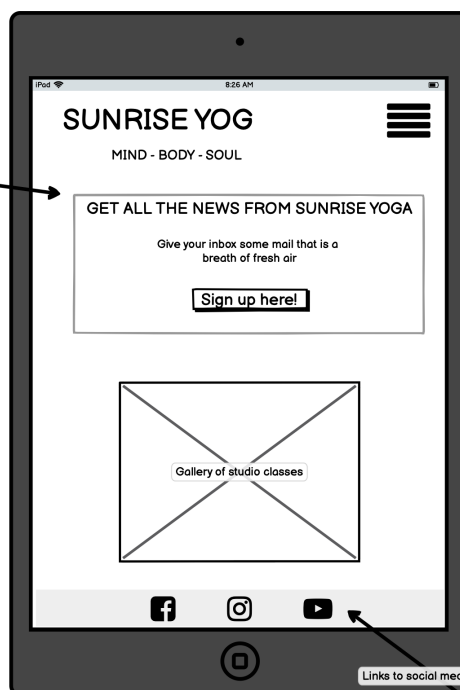 iPad 8:26 AM
SUNRISE YOG
MIND - BODY - SOUL
GET ALL THE NEWS FROM SUNRISE YOGA
Give your inbox some mail that is a
breath of fresh air
Sign up here!
Gallery of studio classes
Links to social med